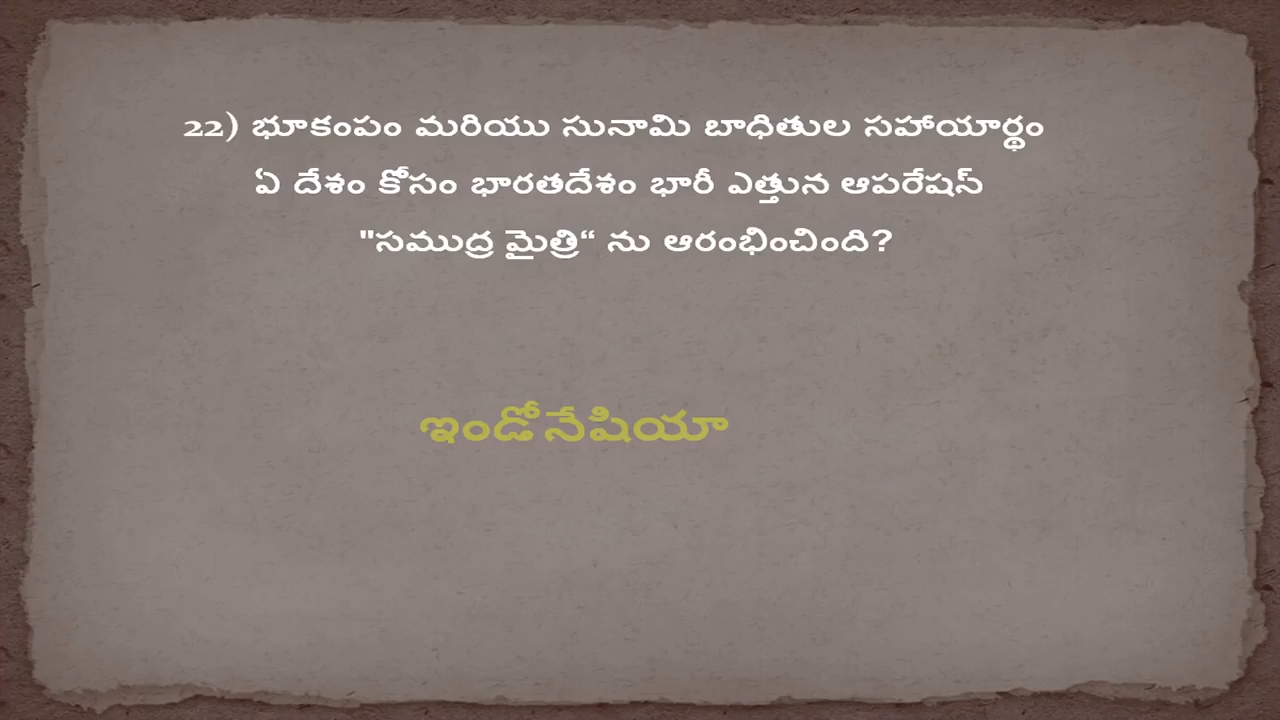 22) భూకంపం మరియు సునామి బాధితుల సహాయార్థం
ఏ దేశం కోసం భారతదేశం భారీ ఎత్తున ఆపరేషన్
"సముద్ర మైత్రి“ ను ఆరంభించింది?
ఇండోనేషియా